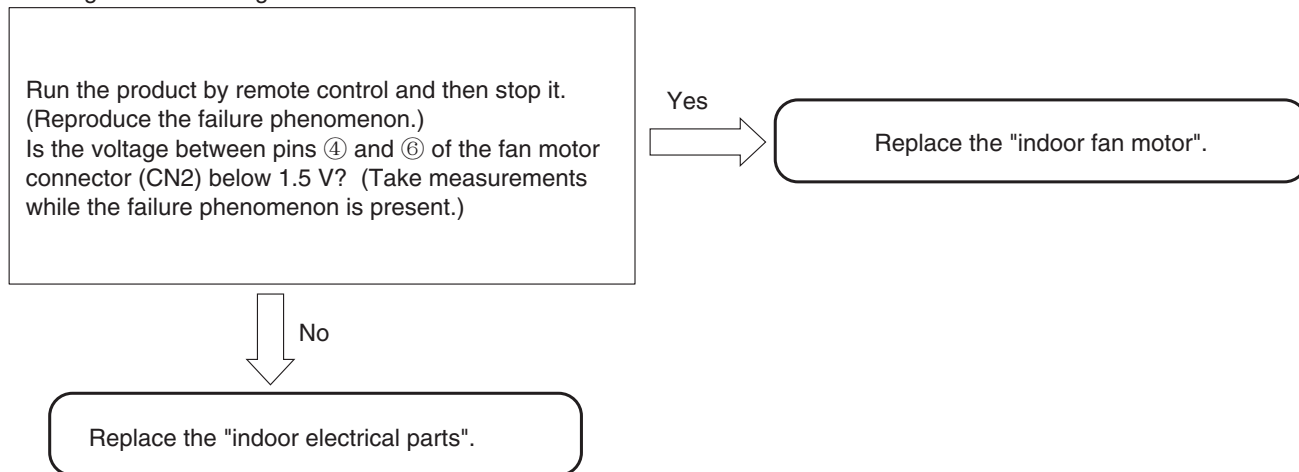 Run the product by remote control and then stop it.
(Reproduce the failure phenomenon.)
Is the voltage between pins ④ and ⑥ of the fan motor
connector (CN2) below 1.5 V? (Take measurements
while the failure phenomenon is present.)
Yes
Replace the "indoor fan motor".
No
Replace the "indoor electrical parts".